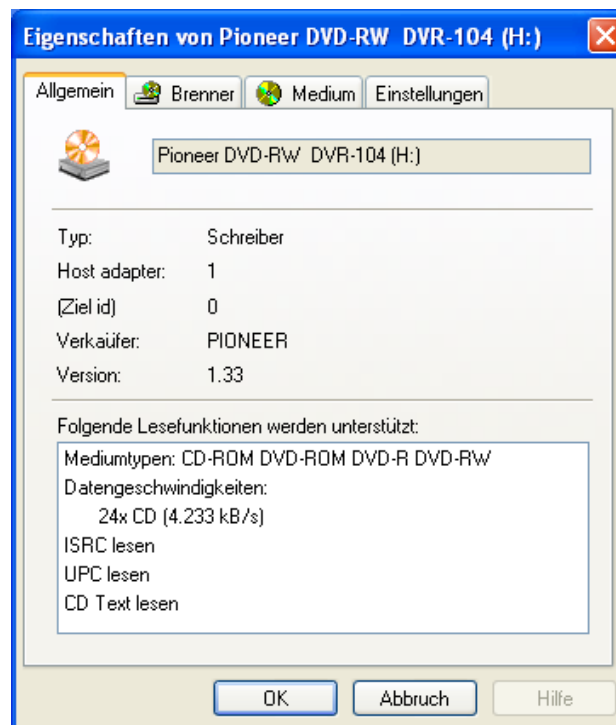 Eigenschaften von Pioneer DVD-RW  DVR-104 (H:)
Allgemein Brenner Medium Einstellungen
Pioneer DVD-RW  DVR-104 (H:)
Typ: Schreiber
Host adapter: 1
(Ziel id) 0
Verkaüfer: PIONEER
Version: 1.33
Folgende Lesefunktionen werden unterstützt:
Mediumtypen: CD-ROM DVD-ROM DVD-R DVD-RW
Datengeschwindigkeiten:
24x CD (4.233 kB/s)
ISRC lesen
UPC lesen
CD Text lesen
OK Abbruch Hilfe